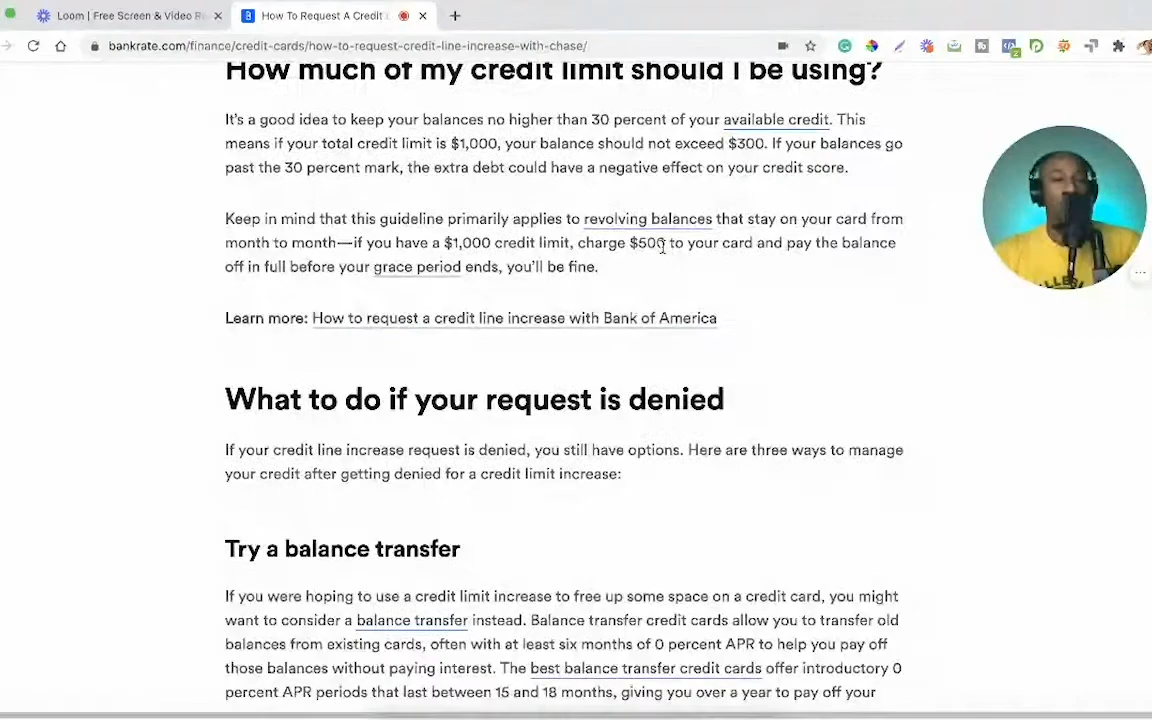 Loom | Free Screen & Video Re
How To Request A Credit
bankrate.com/finance/credit-cards/how-to-request-credit-line-increase-with-chase/
How much of my credit limit should I be using?
It's a good idea to keep your balances no higher than 30 percent of your available credit. This
means if your total credit limit is $1,000, your balance should not exceed $300. If your balances go
past the 30 percent mark, the extra debt could have a negative effect on your credit score.
Keep in mind that this guideline primarily applies to revolving balances that stay on your card from
month to month—if you have a $1,000 credit limit, charge $500 to your card and pay the balance
off in full before your grace period ends, you'll be fine.
Learn more: How to request a credit line increase with Bank of America
What to do if your request is denied
If your credit line increase request is denied, you still have options. Here are three ways to manage
your credit after getting denied for a credit limit increase:
Try a balance transfer
If you were hoping to use a credit limit increase to free up some space on a credit card, you might
want to consider a balance transfer instead. Balance transfer credit cards allow you to transfer old
balances from existing cards, often with at least six months of 0 percent APR to help you pay off
those balances without paying interest. The best balance transfer credit cards offer introductory 0
percent APR periods that last between 15 and 18 months, giving you over a year to pay off your